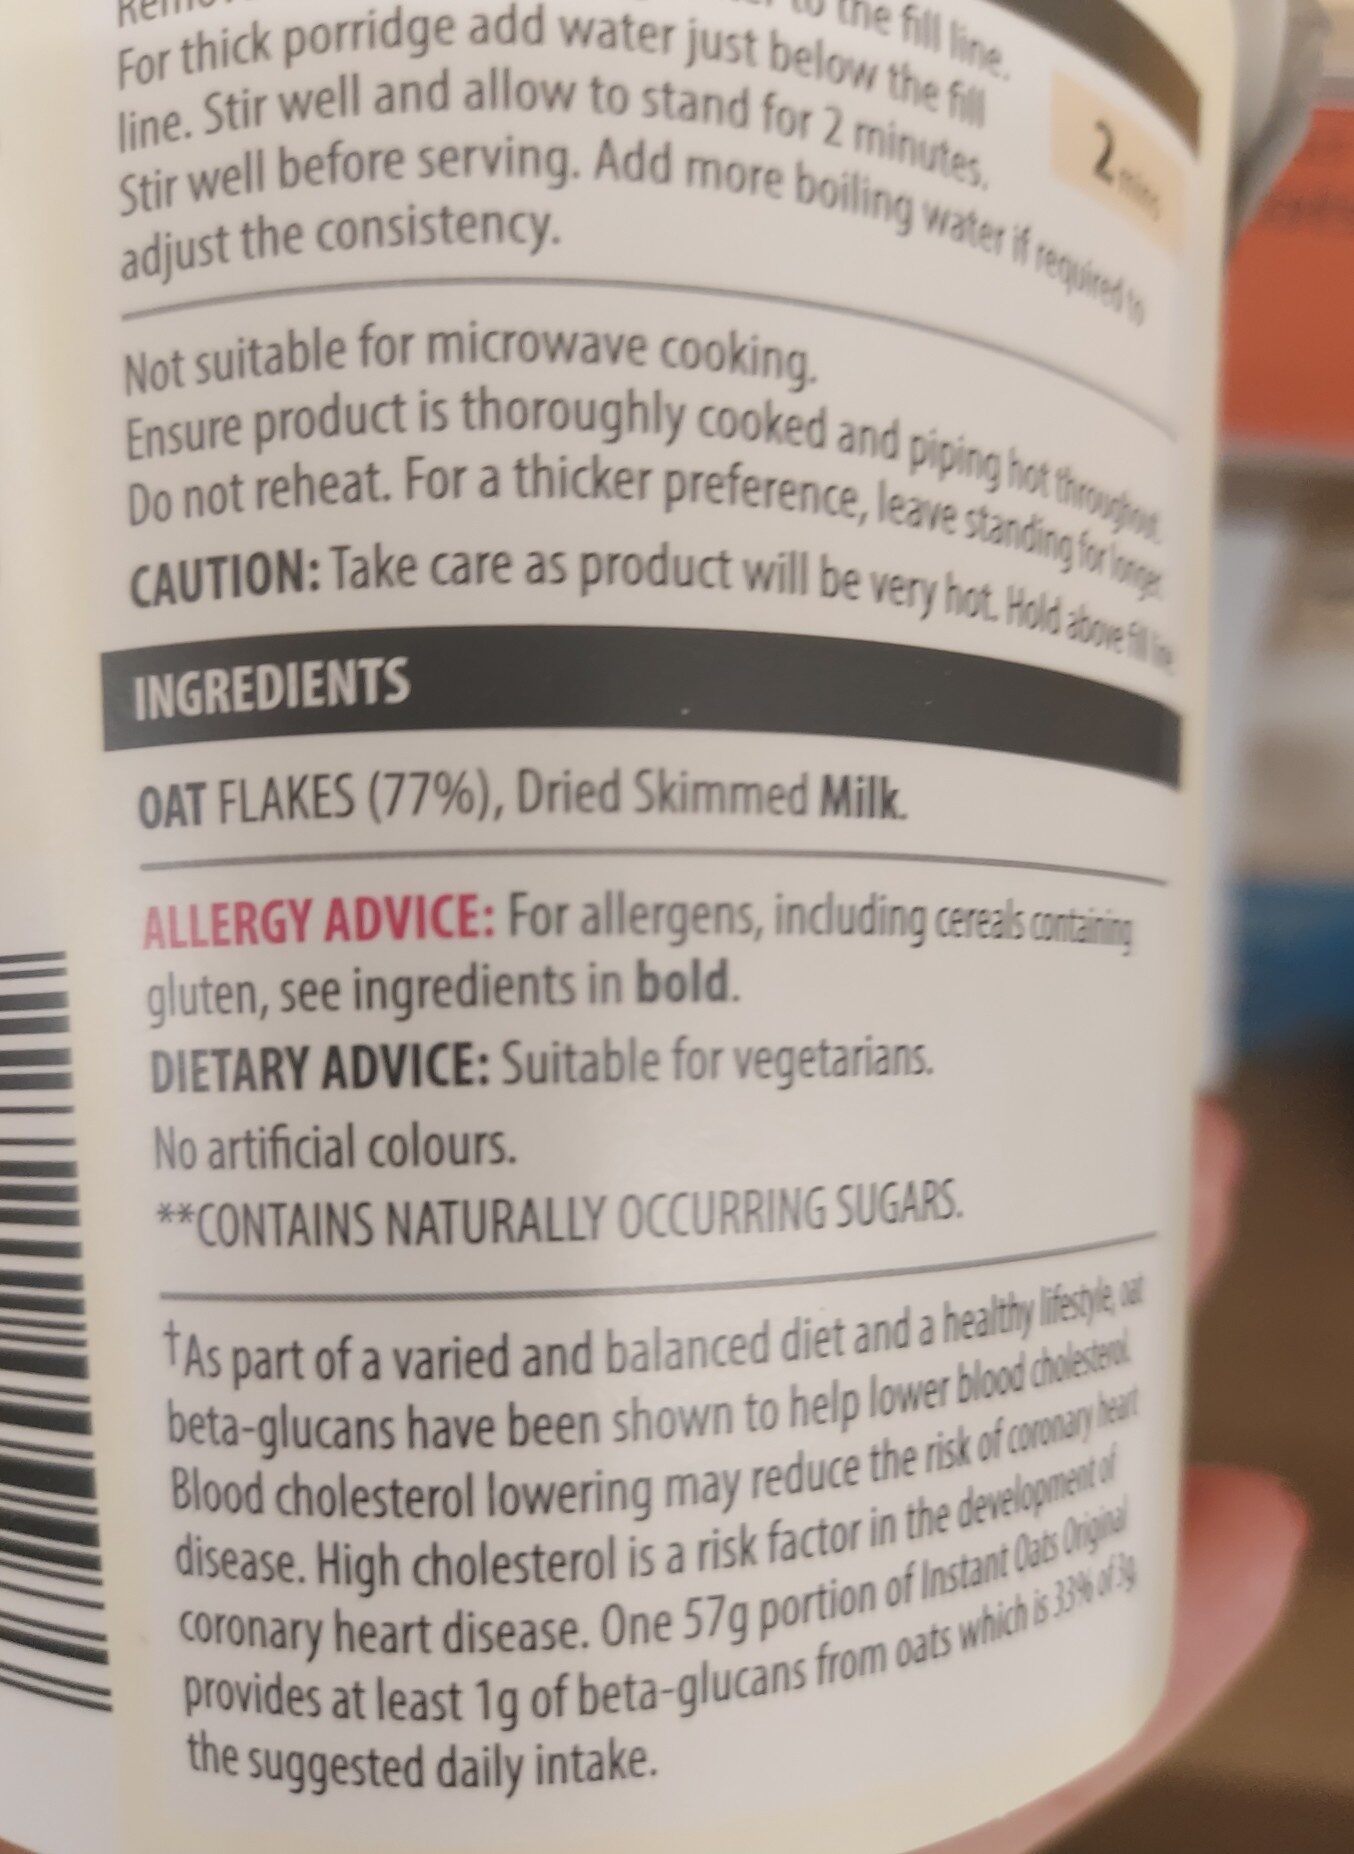 to the fill line.
For thick porridge add water just below the fill
line. Stir well and allow to stand for 2 minutes.
2 mins
Stir well before serving. Add more boiling water if required to
adjust the consistency.
Not suitable for microwave cooking.
Ensure product is thoroughly cooked and piping hot throughout.
Do not reheat. For a thicker preference, leave standing for longer.
CAUTION: Take care as product will be very hot. Hold above fill line
INGREDIENTS
OAT FLAKES (77%), Dried Skimmed Milk.
ALLERGY ADVICE: For allergens, including cereals containing
gluten, see ingredients in bold.
DIETARY ADVICE: Suitable for vegetarians.
No artificial colours.
**CONTAINS NATURALLY OCCURRING SUGARS.
†As part of a varied and balanced diet and a healthy lifestyle, oat
beta-glucans have been shown to help lower blood cholesterol.
Blood cholesterol lowering may reduce the risk of coronary heart
disease. High cholesterol is a risk factor in the development of
coronary heart disease. One 57g portion of Instant Oats Original
provides at least 1g of beta-glucans from oats which is 33% of 3g
the suggested daily intake.